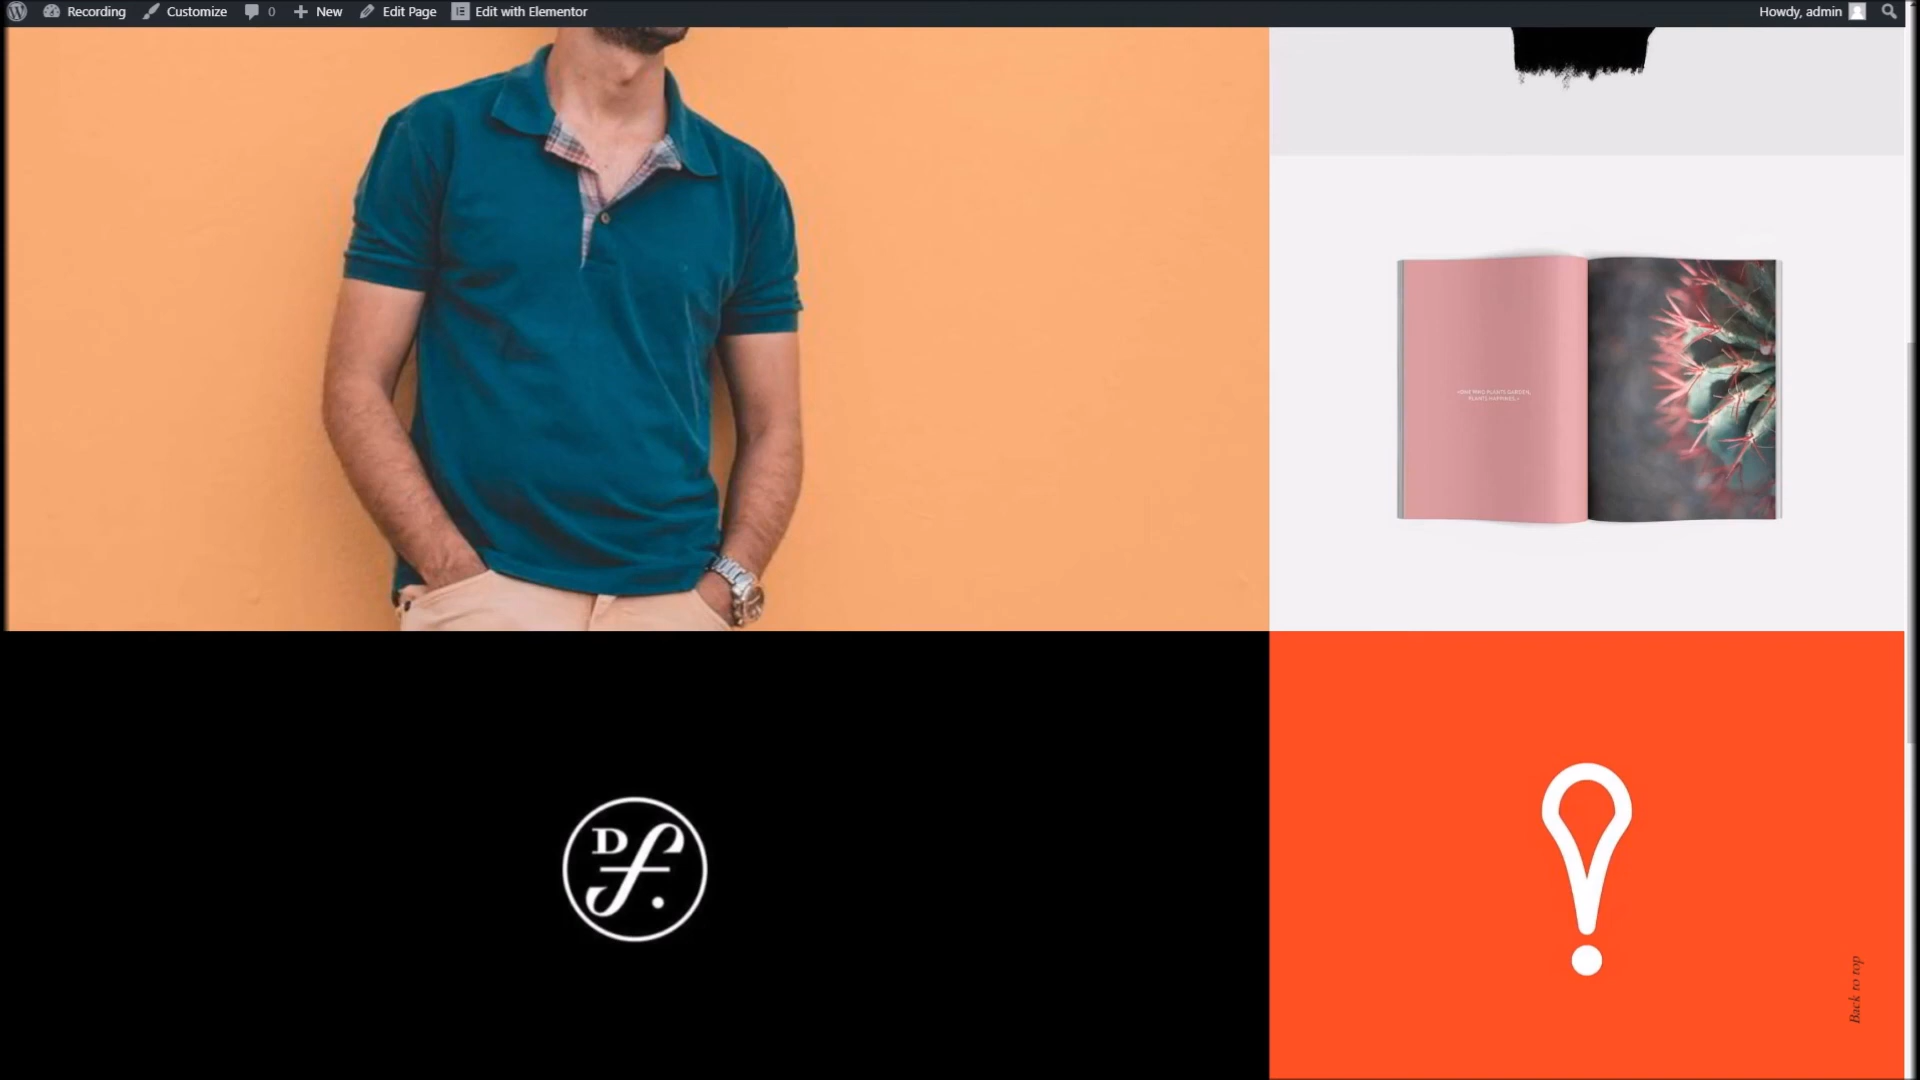 Recording
Customize
0
New
Edit Page
Edit with Elementor
Howdy, admin
Df.
Back to top